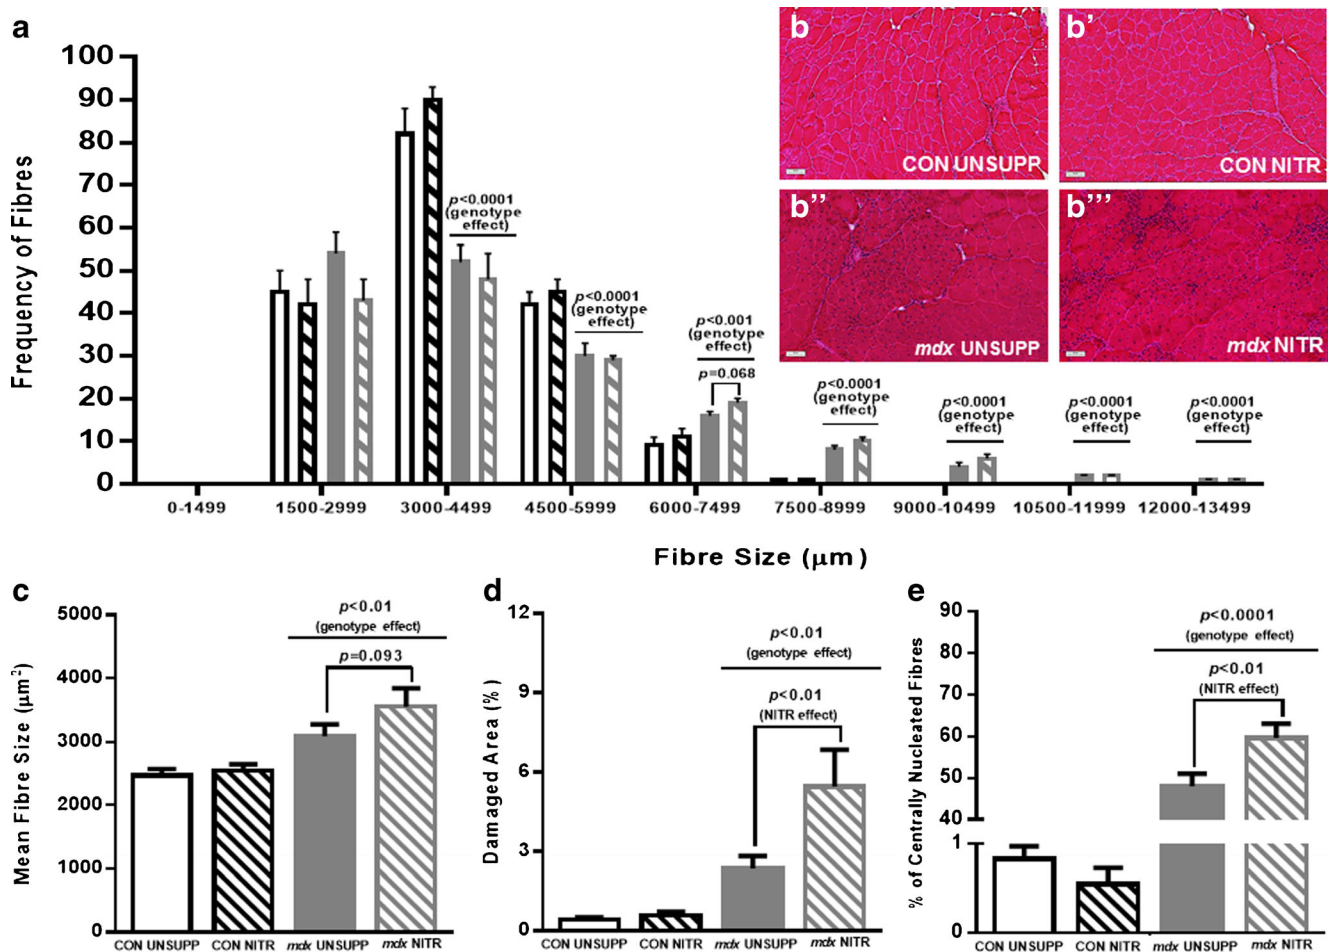 a
100
90
80
70
60
50
40
30
20
10
0
Frequency of Fibres
p<0.0001
(genotype
effect)
p<0.0001
(genotype
effect)
p<0.001
(genotype
effect)
p=0.068
p<0.0001
(genotype
effect)
p<0.0001
(genotype
effect)
p<0.0001
(genotype
effect)
p<0.0001
(genotype
effect)
0-1499
1500-2999
3000-4499
4500-5999
6000-7499
7500-8999
9000-10499
10500-11999
12000-13499
Fibre Size (μm)
b
CON UNSUPP
b'
CON NITR
b''
mdx UNSUPP
b'''
mdx NITR
c
5000
4000
3000
2000
1000
0
Mean Fibre Size (μm²)
p<0.01
(genotype effect)
p=0.093
CON UNSUPP
CON NITR
mdx UNSUPP
mdx NITR
d
12
9
6
3
0
Damaged Area (%)
p<0.01
(genotype effect)
p<0.01
(NITR effect)
CON UNSUPP
CON NITR
mdx UNSUPP
mdx NITR
e
90
80
70
60
50
40
1
0
% of Centrally Nucleated Fibres
p<0.0001
(genotype effect)
p<0.01
(NITR effect)
CON UNSUPP
CON NITR
mdx UNSUPP
mdx NITR